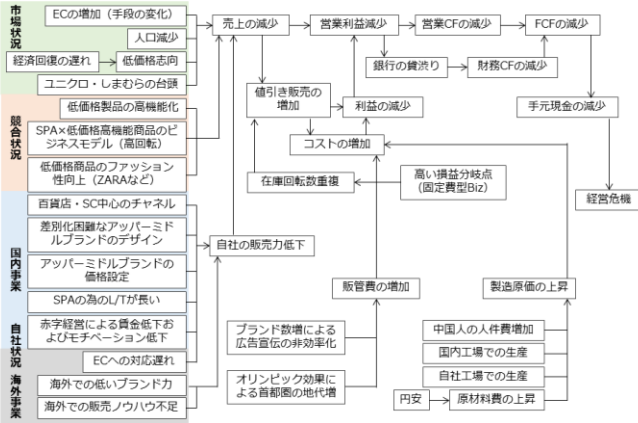 市場状況
ECの増加（手段の変化）
人口減少
経済回復の遅れ
低価格志向
ユニクロ・しまむらの台頭
競合状況
低価格製品の高機能化
SPA×低価格高機能商品のビ
ジネスモデル（高回転）
低価格商品のファッション
性向上（ZARAなど）
国内事業
自社状況
海外事業
百貨店・SC中心のチャネル
差別化困難なアッパーミド
ルブランドのデザイン
アッパーミドルブランドの
価格設定
SPAの為のL/Tが長い
赤字経営による賃金低下お
よびモチベーション低下
ECへの対応遅れ
海外での低いブランド力
海外での販売ノウハウ不足
売上の減少
営業利益減少
営業CFの減少
FCFの減少
銀行の貸渋り
財務CFの減少
値引き販売の
増加
利益の減少
手元現金の減少
コストの増加
在庫回転数重複
高い損益分岐点
（固定費型Biz）
経営危機
自社の販売力低下
販管費の増加
製造原価の上昇
ブランド数増による
広告宣伝の非効率化
オリンピック効果に
よる首都圏の地代増
中国人の人件費増加
国内工場での生産
自社工場での生産
円安
原材料費の上昇